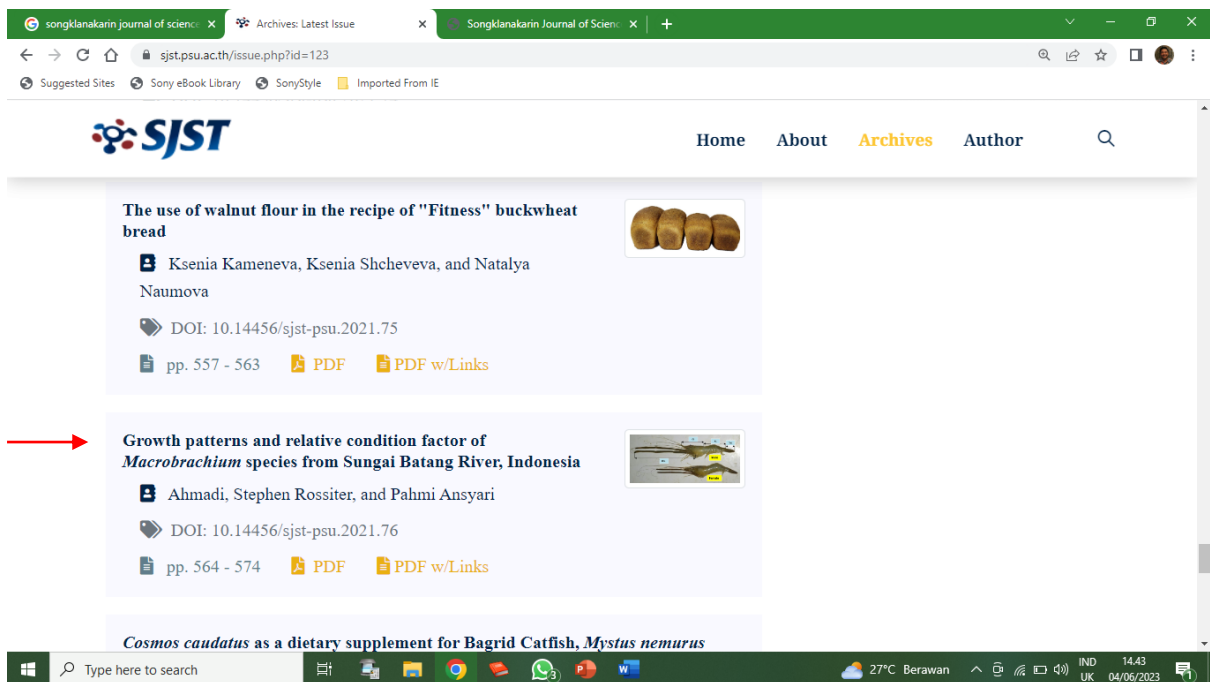 songklanakarin journal of science
Archives: Latest Issue
Songklanakarin Journal of Scienc
sjst.psu.ac.th/issue.php?id=123
Suggested Sites
Sony eBook Library
SonyStyle
Imported From IE
SJST
Home
About
Archives
Author
The use of walnut flour in the recipe of "Fitness" buckwheat
bread
Ksenia Kameneva, Ksenia Shcheveva, and Natalya
Naumova
DOI: 10.14456/sjst-psu.2021.75
pp. 557 - 563
PDF
PDF w/Links
Growth patterns and relative condition factor of
Macrobrachium species from Sungai Batang River, Indonesia
Ahmadi, Stephen Rossiter, and Pahmi Ansyari
DOI: 10.14456/sjst-psu.2021.76
pp. 564 - 574
PDF
PDF w/Links
Cosmos caudatus as a dietary supplement for Bagrid Catfish, Mystus nemurus
Type here to search
27°C Berawan
IND
UK
14.43
04/06/2023